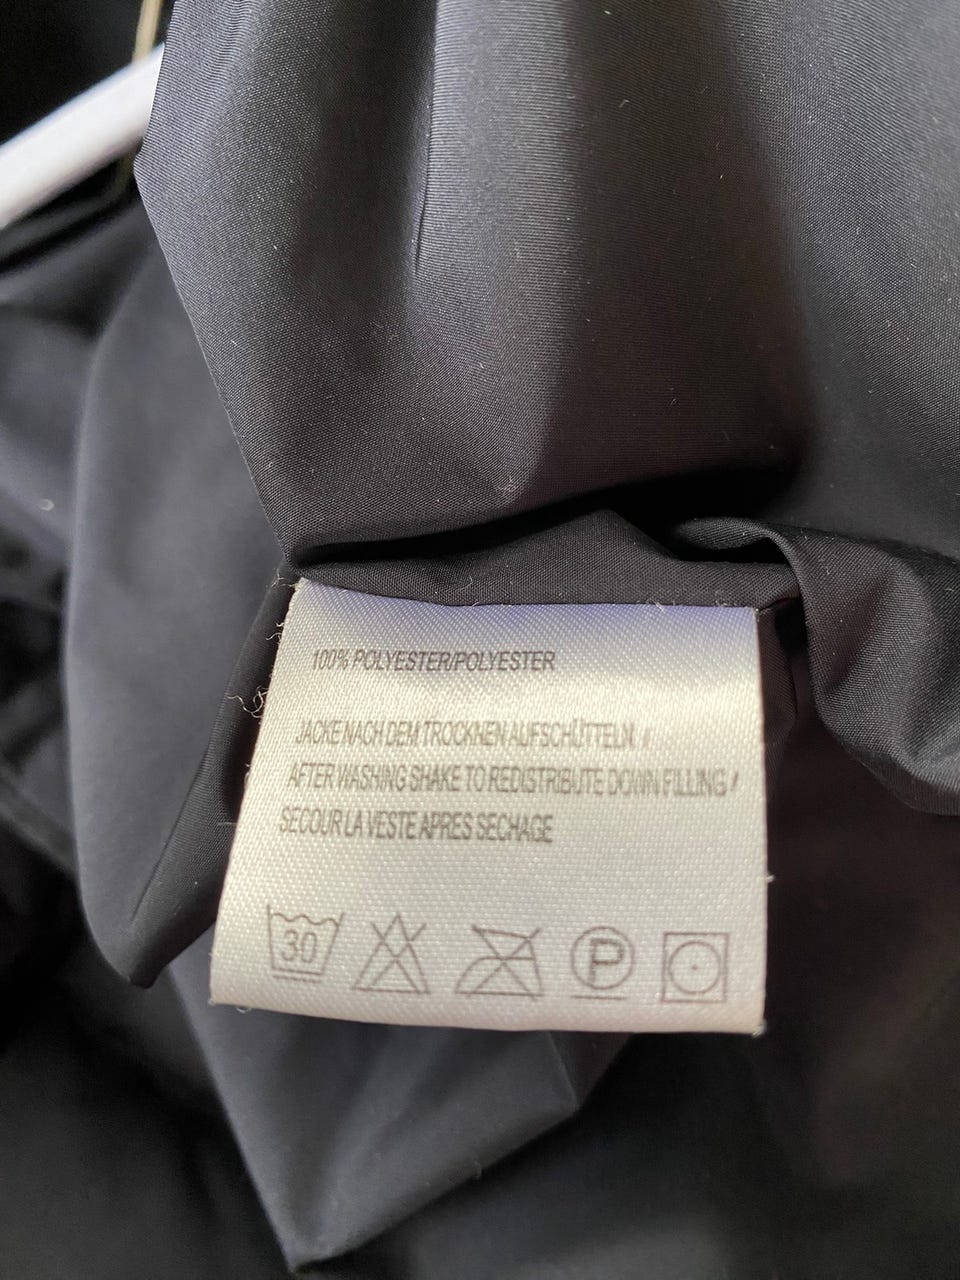 100% POLYESTER/POLYESTER
JACKE NACH DEM TROCKNEN AUFSCHÜTTELN /
AFTER WASHING SHAKE TO REDISTRIBUTE DOWN FILLING /
SECOUR LA VESTE APRES SECHAGE
30 P